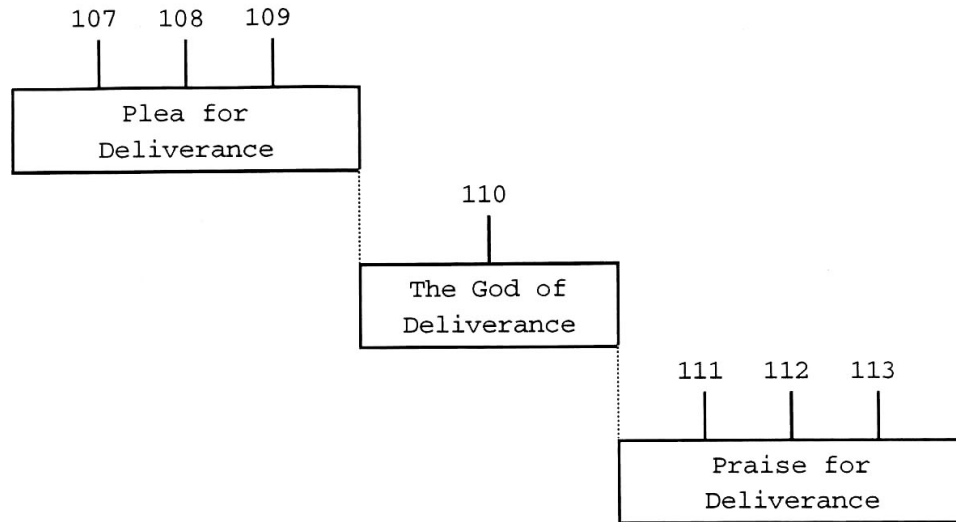 107 108 109
Plea for
Deliverance
110
The God of
Deliverance
111 112 113
Praise for
Deliverance